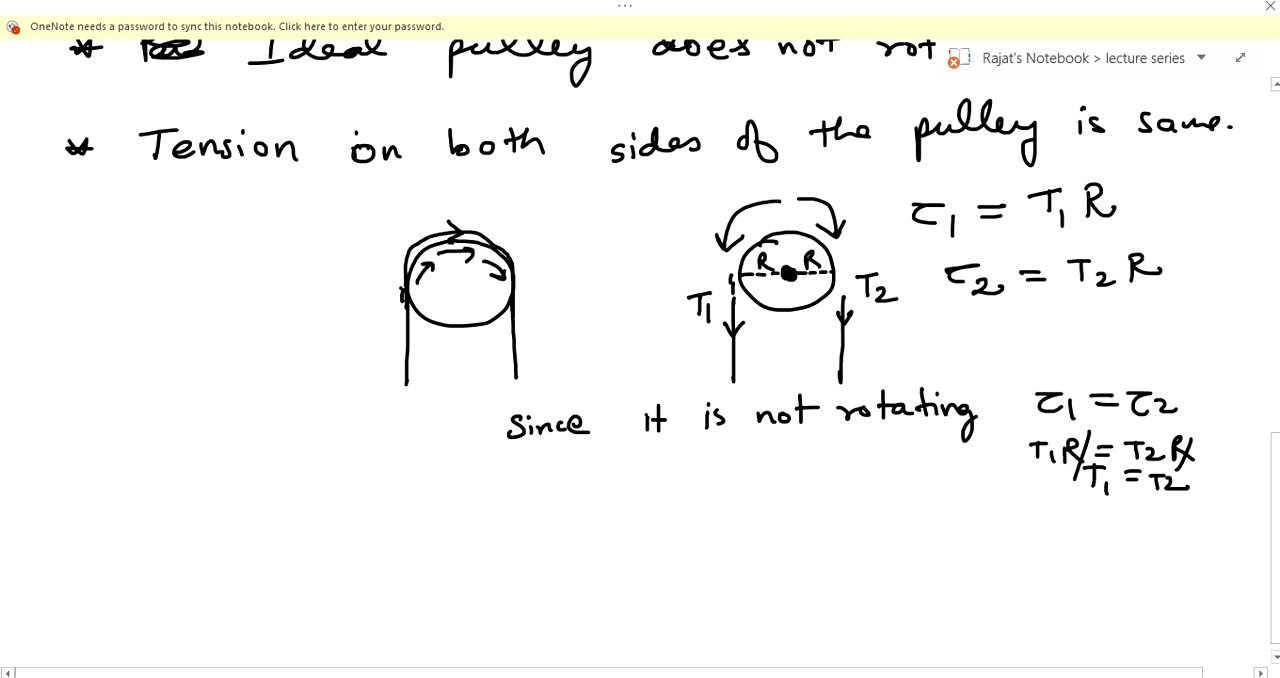 OneNote needs a password to sync this notebook. Click here to enter your password.
* Ideal pulley does not rot
Rajat's Notebook > lecture series
* Tension on both sides of the pulley is same.
τ1 = T1 R
R R
T1 T2 τ2 = T2 R
Since it is not rotating τ1 = τ2
T1 R = T2 R
T1 = T2